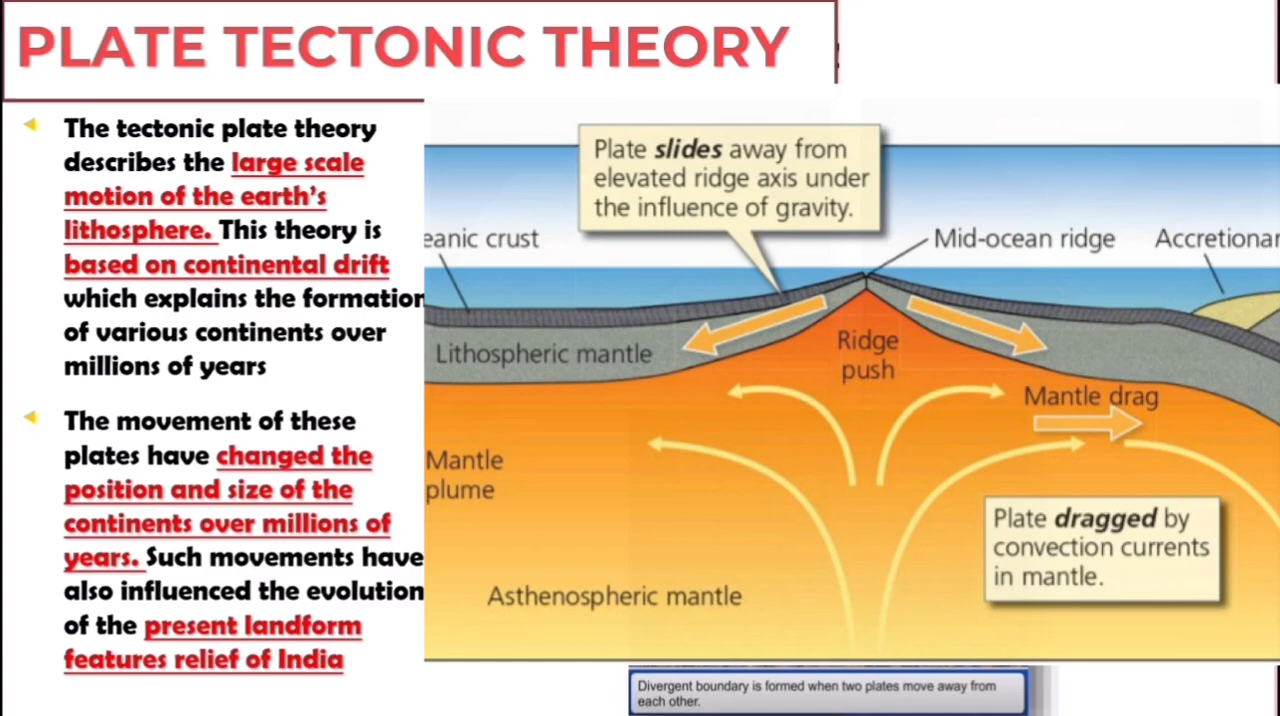 PLATE TECTONIC THEORY
The tectonic plate theory
describes the large scale
motion of the earth's
lithosphere. This theory is
based on continental drift
which explains the formation
of various continents over
millions of years
The movement of these
plates have changed the
position and size of the
continents over millions of
years. Such movements have
also influenced the evolution
of the present landform
features relief of India
Plate slides away from
elevated ridge axis under
the influence of gravity.
eanic crust
Mid-ocean ridge
Accretionar
Lithospheric mantle
Ridge
push
Mantle drag
Mantle
plume
Plate dragged by
convection currents
in mantle.
Asthenospheric mantle
Divergent boundary is formed when two plates move away from
each other.